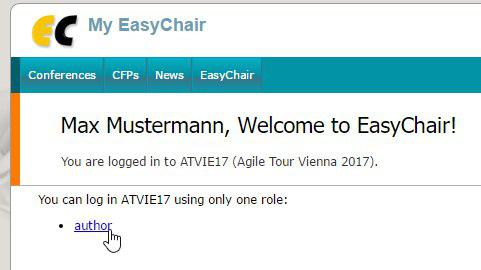 EC My EasyChair
Conferences CFPs News EasyChair
Max Mustermann, Welcome to EasyChair!
You are logged in to ATVIE17 (Agile Tour Vienna 2017).
You can log in ATVIE17 using only one role:
• author